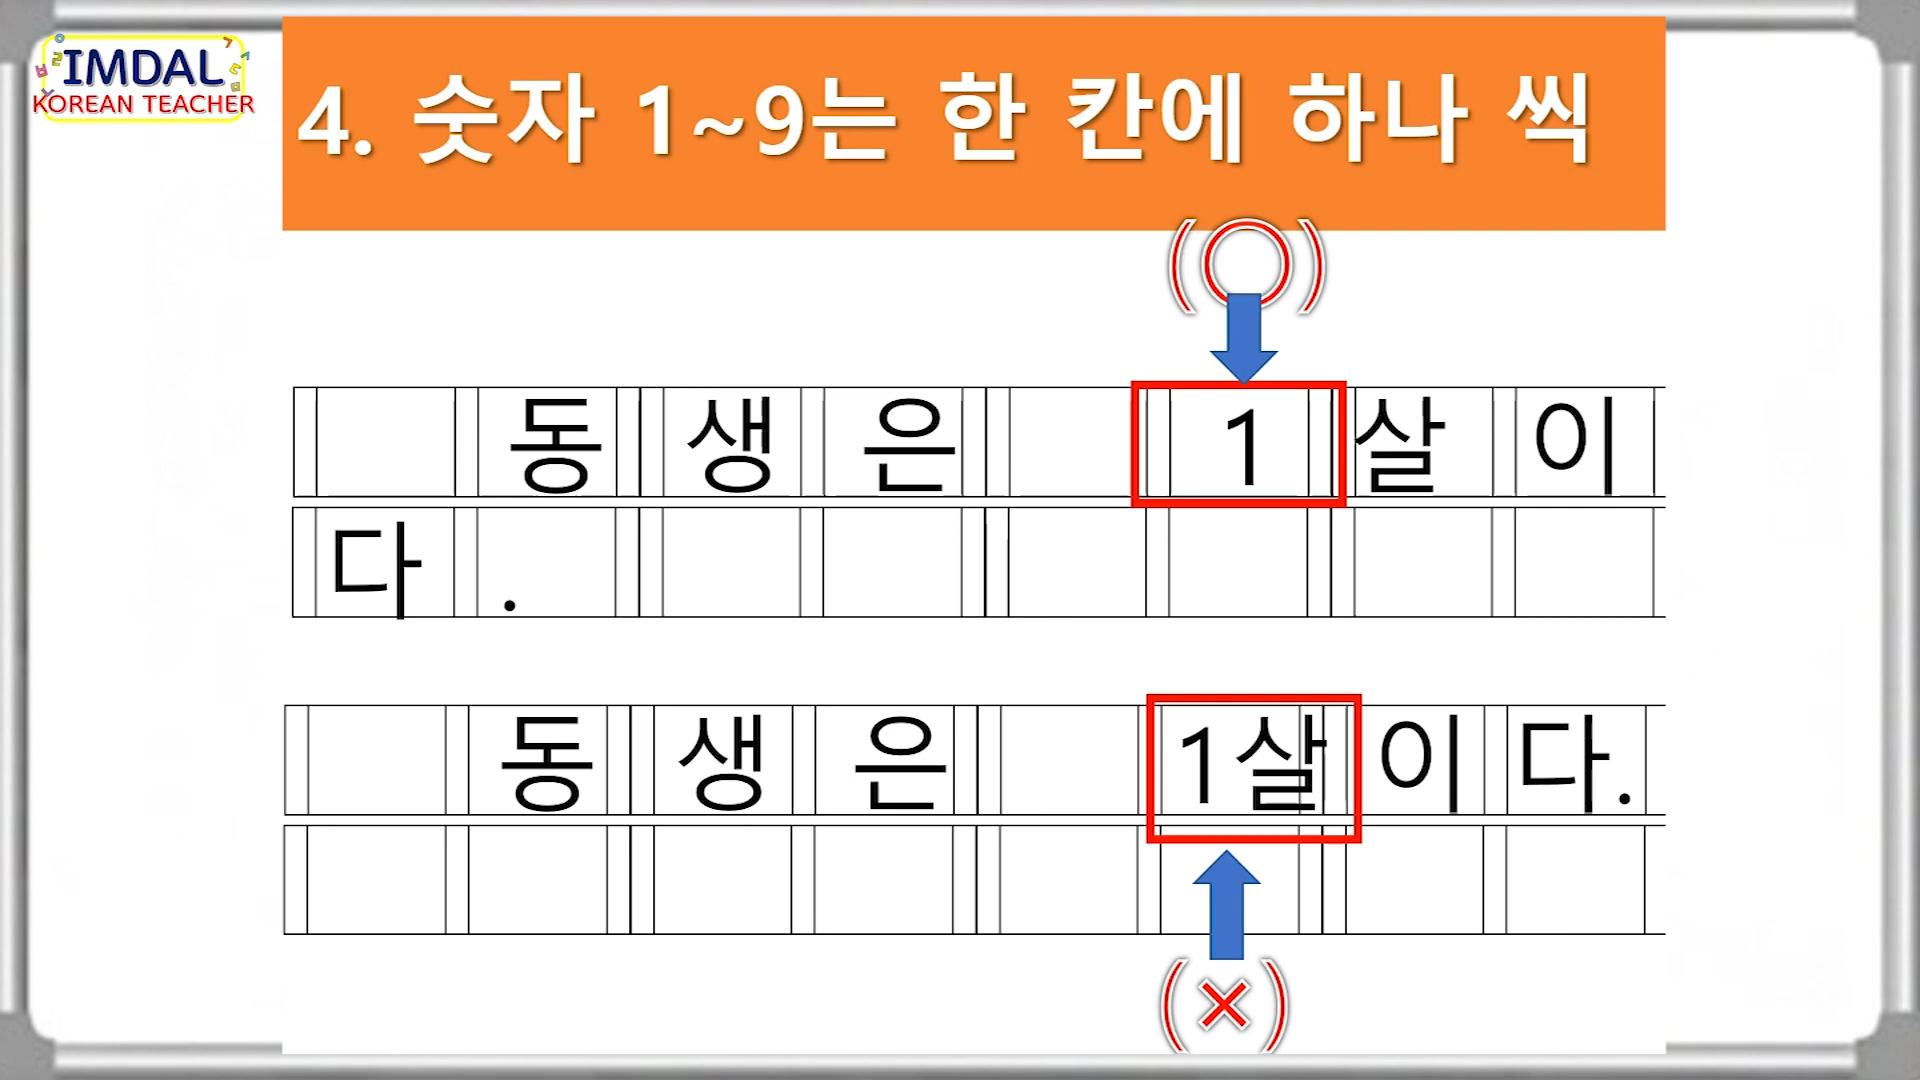 IMDAL
KOREAN TEACHER
4. 숫자 1~9는 한 칸에 하나 씩
(○)
동생은 1살이
다.
동생은 1살이다.
(×)